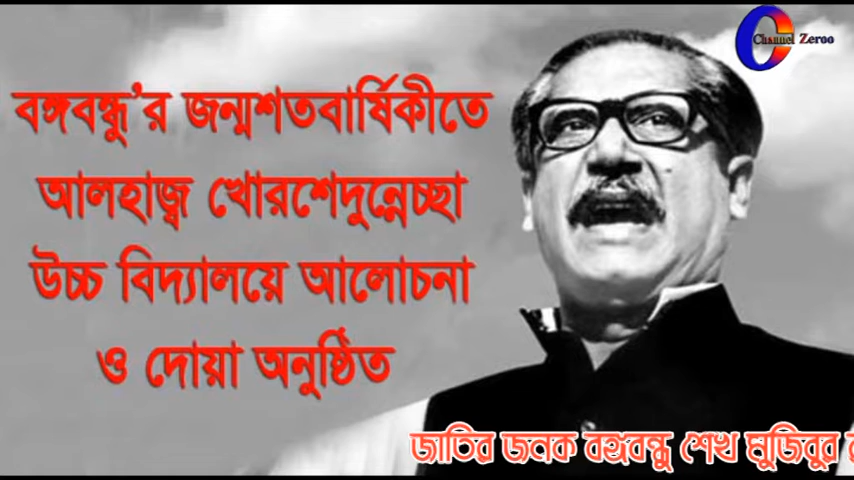 Channel Zeroo
বঙ্গবন্ধু’র জন্মশতবার্ষিকীতে
আলহাজ্ব খোরশেদুন্নেচ্ছা
উচ্চ বিদ্যালয়ে আলোচনা
ও দোয়া অনুষ্ঠিত
জাতির জনক বঙ্গবন্ধু শেখ মুজিবুর